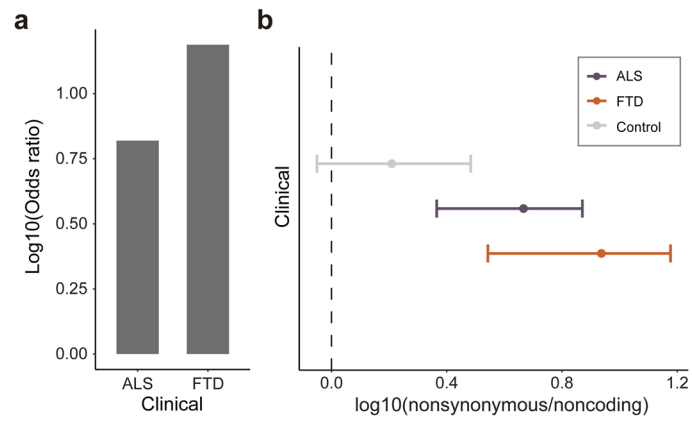 a
Log10(Odds ratio)
1.00
0.75
0.50
0.25
0.00
ALS FTD
Clinical
b
Clinical
ALS
FTD
Control
0.0 0.4 0.8 1.2
log10(nonsynonymous/noncoding)